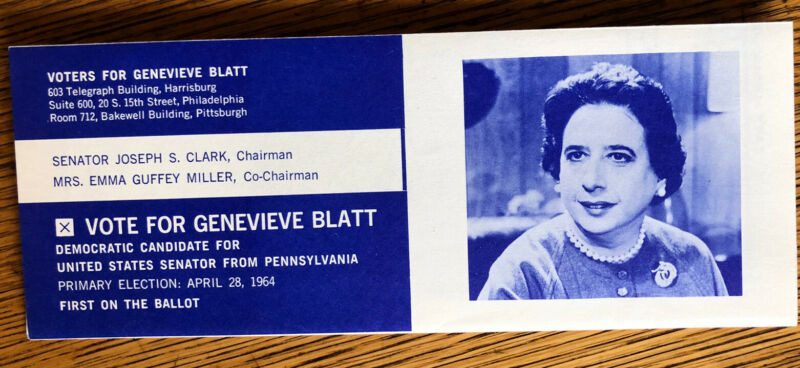 VOTERS FOR GENEVIEVE BLATT
603 Telegraph Building, Harrisburg
Suite 600, 20 S. 15th Street, Philadelphia
Room 712, Bakewell Building, Pittsburgh
SENATOR JOSEPH S. CLARK, Chairman
MRS. EMMA GUFFEY MILLER, Co-Chairman
VOTE FOR GENEVIEVE BLATT
DEMOCRATIC CANDIDATE FOR
UNITED STATES SENATOR FROM PENNSYLVANIA
PRIMARY ELECTION: APRIL 28, 1964
FIRST ON THE BALLOT